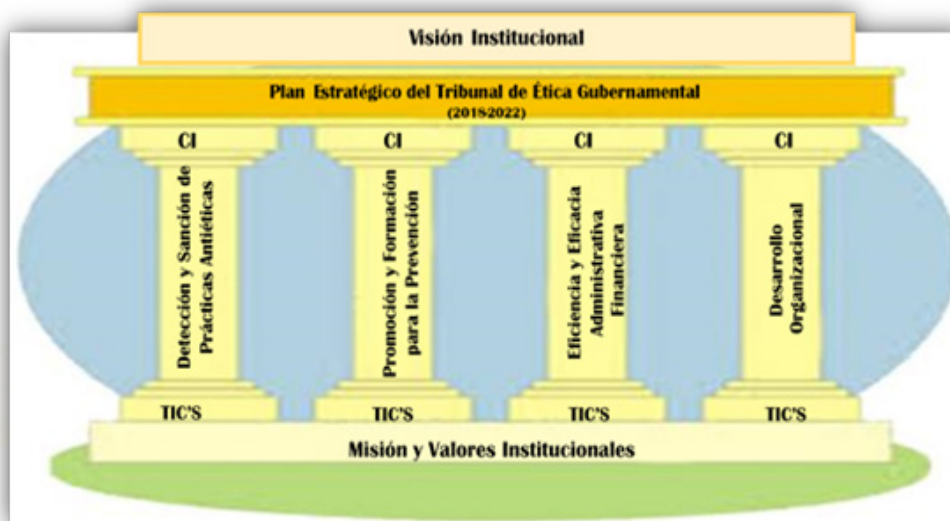 Visión Institucional
Plan Estratégico del Tribunal de Ética Gubernamental
(2018-2022)
CI
CI
CI
CI
Detección y Sanción de
Prácticas Antiéticas
Promoción y Formación
para la Prevención
Eficiencia y Eficacia
Administrativa
Financiera
Desarrollo
Organizacional
TIC'S
TIC'S
TIC'S
TIC'S
Misión y Valores Institucionales